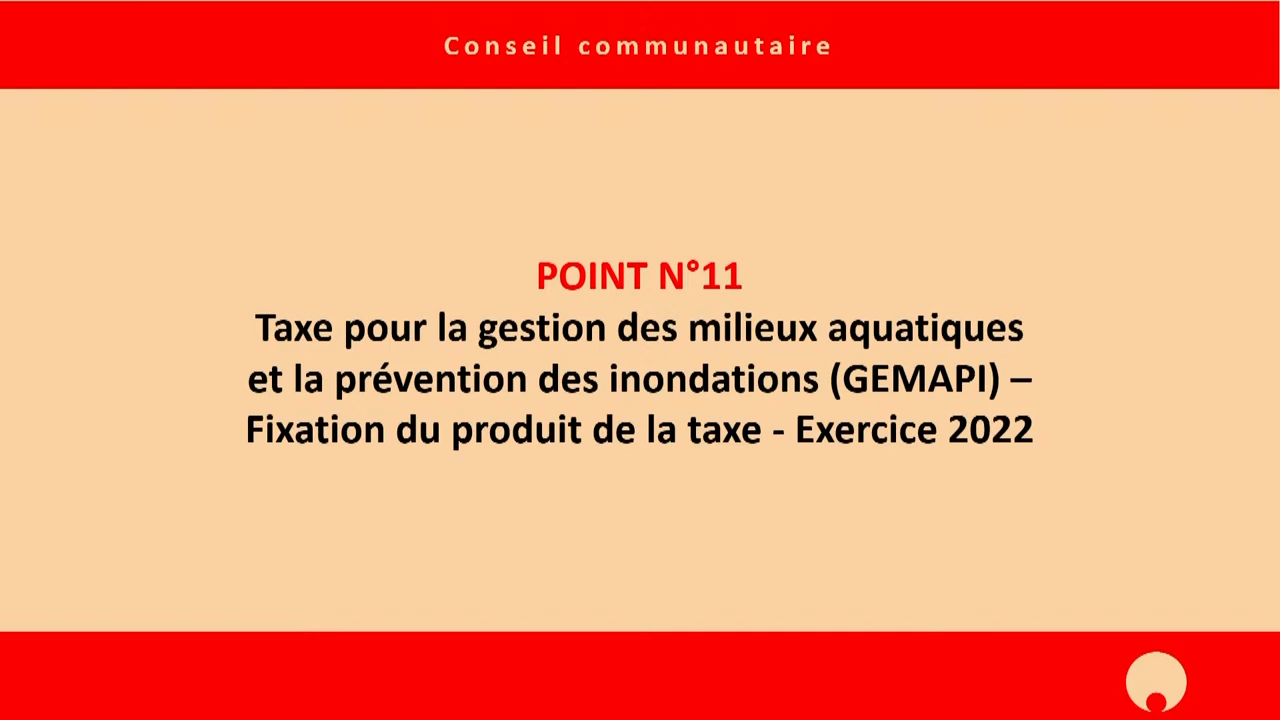 Conseil communautaire
POINT N°11
Taxe pour la gestion des milieux aquatiques
et la prévention des inondations (GEMAPI) –
Fixation du produit de la taxe - Exercice 2022